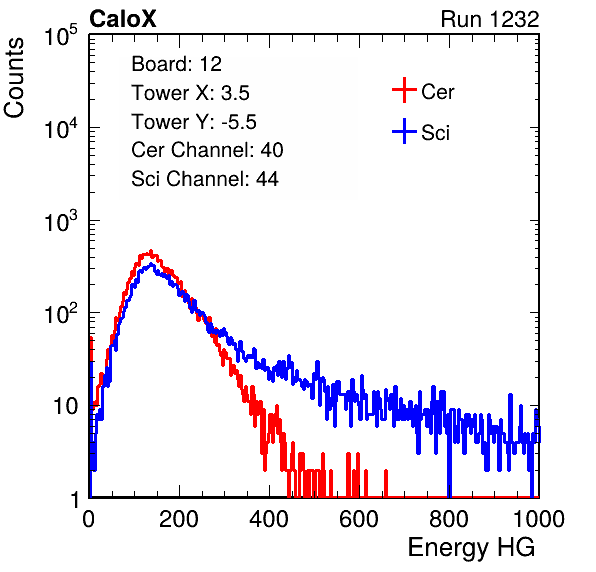 CaloX Run 1232
Counts
Board: 12
Tower X: 3.5
Tower Y: -5.5
Cer Channel: 40
Sci Channel: 44
Cer
Sci
10^5
10^4
10^3
10^2
10
1
0 200 400 600 800 1000
Energy HG